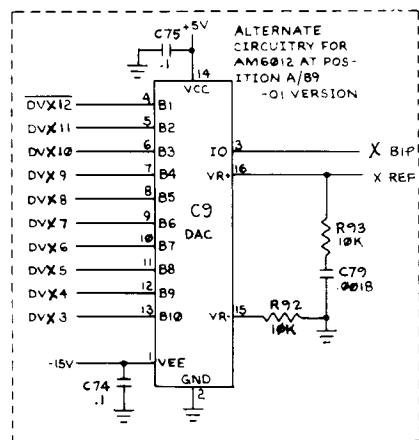 +5V
C75
.1
ALTERNATE
CIRCUITRY FOR
AM6012 AT POS-
ITION A/B9
-01 VERSION
14
VCC
DVX12 4 B1
DVX11 5 B2
DVX10 6 B3
DVX9 7 B4
DVX8 8 B5
DVX7 9 B6
DVX6 10 B7
DVX5 11 B8
DVX4 12 B9
DVX3 13 B10
C9
DAC
IO 3 X BIP
VR+ 16 X REF
R93
10K
C79
.0018
VR- 15 R92
10K
-15V 1 VEE
C74
.1
GND
2